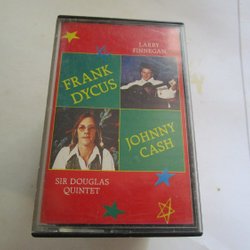 LARRY
FINNEGAN
FRANK
DYCUS
JOHNNY
CASH
SIR DOUGLAS
QUINTET